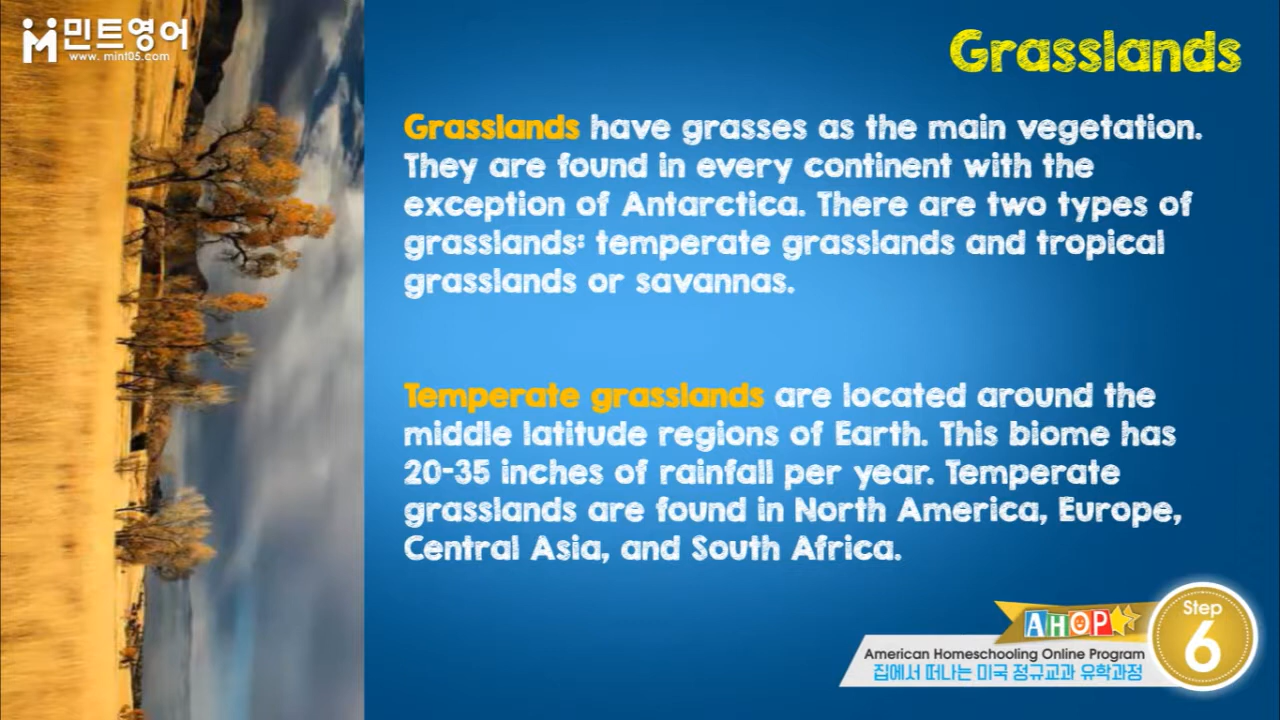 민트영어
www.mint05.com
Grasslands
Grasslands have grasses as the main vegetation.
They are found in every continent with the
exception of Antarctica. There are two types of
grasslands: temperate grasslands and tropical
grasslands or savannas.
Temperate grasslands are located around the
middle latitude regions of Earth. This biome has
20-35 inches of rainfall per year. Temperate
grasslands are found in North America, Europe,
Central Asia, and South Africa.
AHOP
Step
6
American Homeschooling Online Program
집에서 떠나는 미국 정규교과 유학과정